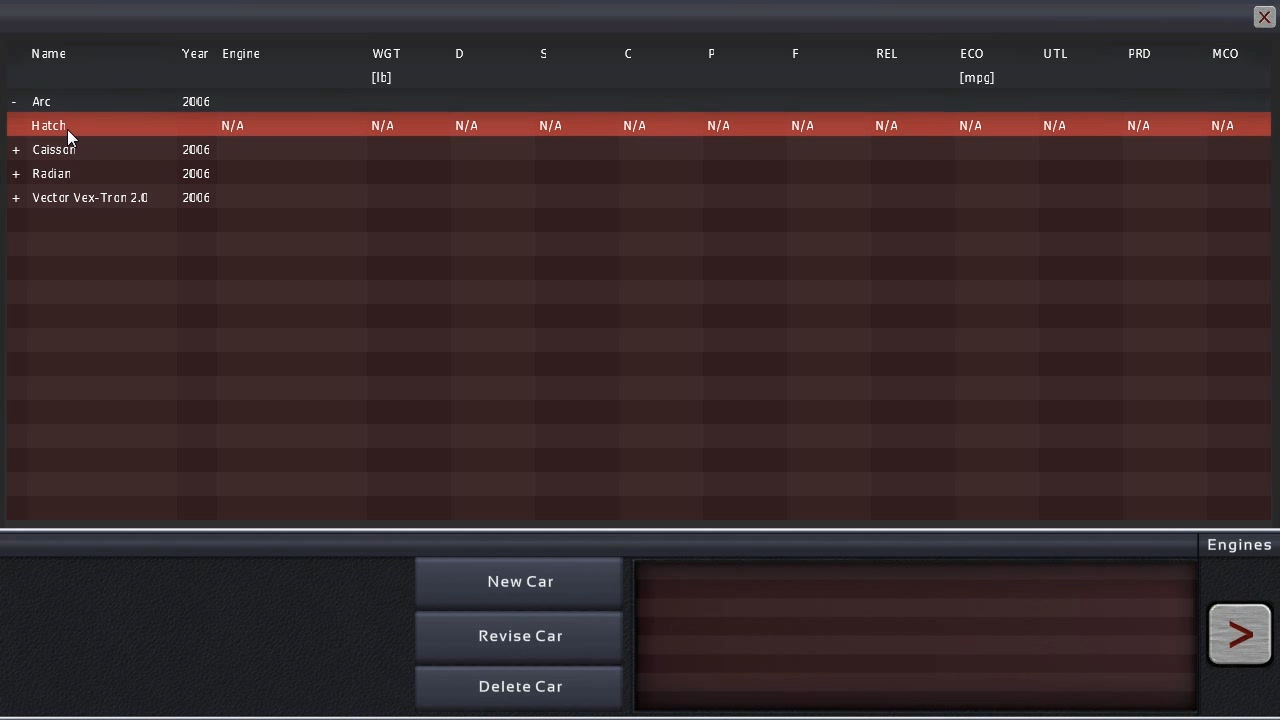 Name Year Engine WGT D S C P F REL ECO UTL PRD MCO
[lb] [mpg]
- Arc 2006
Hatch N/A N/A N/A N/A N/A N/A N/A N/A N/A N/A N/A N/A
+ Caisson 2006
+ Radian 2006
+ Vector Vex-Tron 2.0 2006
Engines
New Car
Revise Car
Delete Car
>